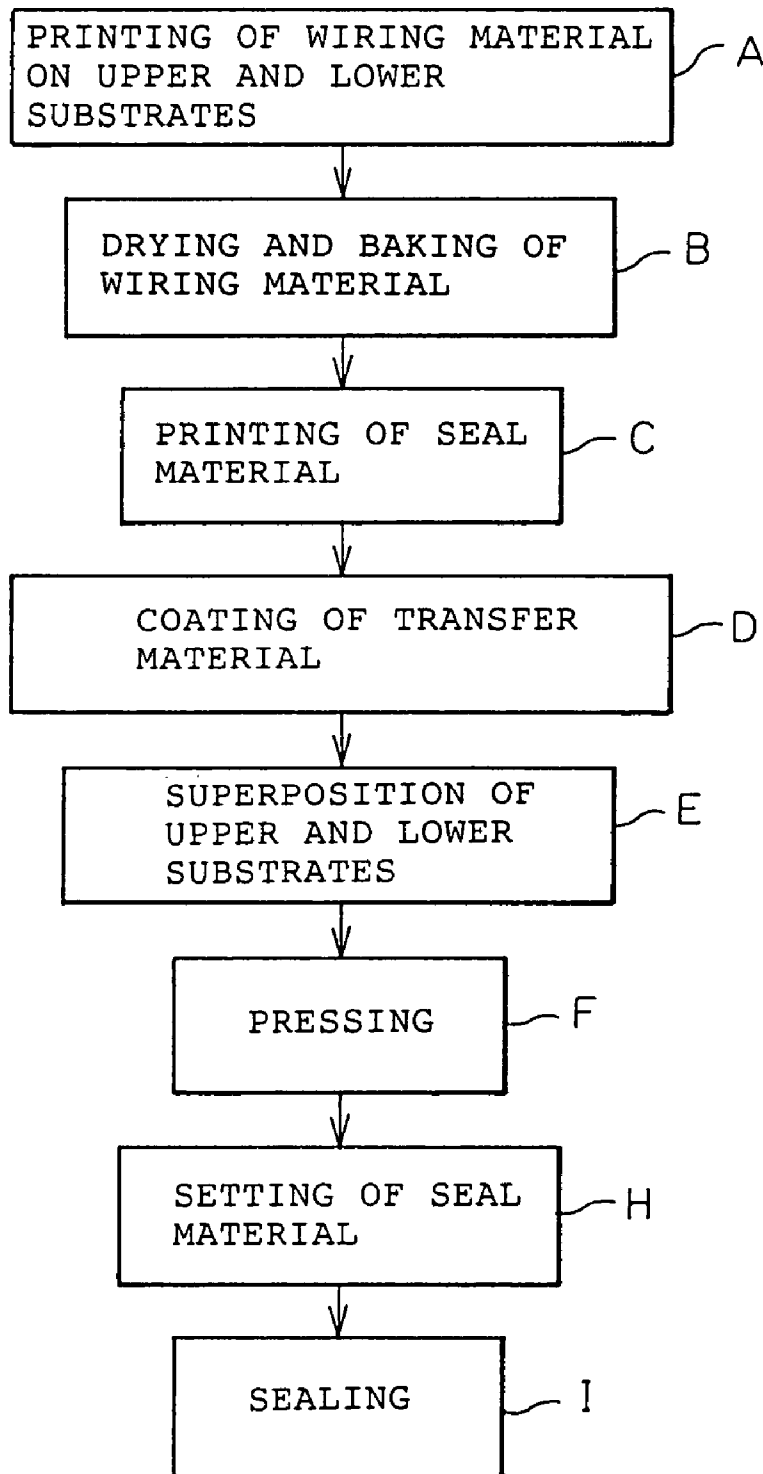 PRINTING OF WIRING MATERIAL
ON UPPER AND LOWER
SUBSTRATES
A
DRYING AND BAKING OF
WIRING MATERIAL
B
PRINTING OF SEAL
MATERIAL
C
COATING OF TRANSFER
MATERIAL
D
SUPERPOSITION OF
UPPER AND LOWER
SUBSTRATES
E
PRESSING
F
SETTING OF SEAL
MATERIAL
H
SEALING
I